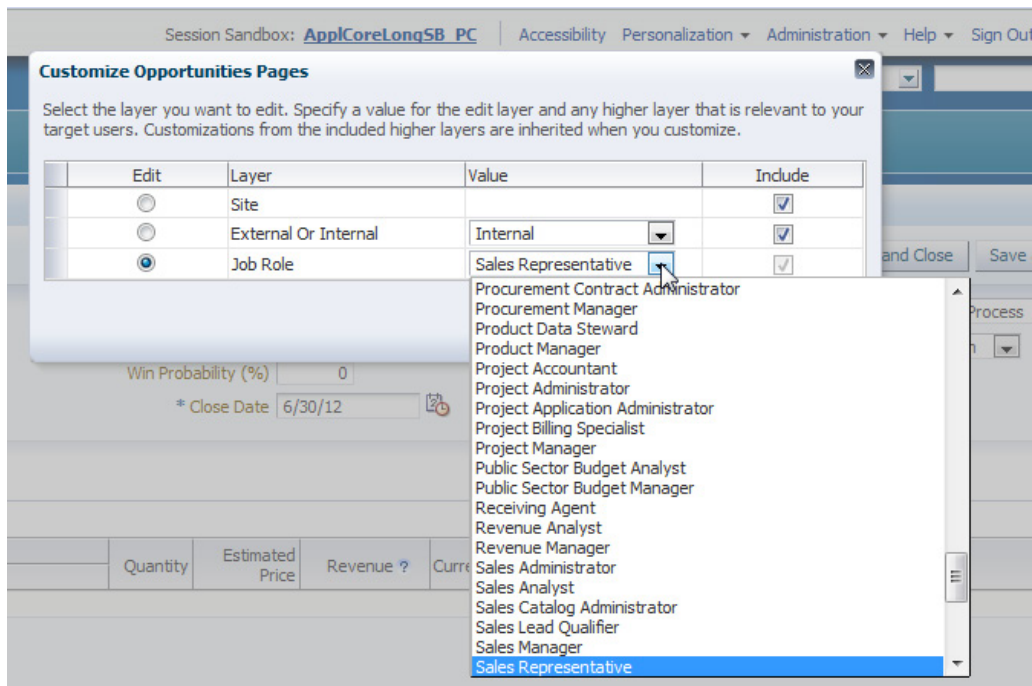 Session Sandbox: ApplCoreLongSB_PC Accessibility Personalization Administration Help Sign Out
Customize Opportunities Pages
Select the layer you want to edit. Specify a value for the edit layer and any higher layer that is relevant to your
target users. Customizations from the included higher layers are inherited when you customize.
Edit Layer Value Include
Site
External Or Internal Internal
Job Role Sales Representative
and Close Save
Procurement Contract Administrator
Process
Procurement Manager
Product Data Steward
Product Manager
Project Accountant
Win Probability (%) 0
Project Administrator
* Close Date 6/30/12
Project Application Administrator
Project Billing Specialist
Project Manager
Public Sector Budget Analyst
Public Sector Budget Manager
Receiving Agent
Revenue Analyst
Revenue Manager
Quantity Estimated Price Revenue ? Curre
Sales Administrator
Sales Analyst
Sales Catalog Administrator
Sales Lead Qualifier
Sales Manager
Sales Representative